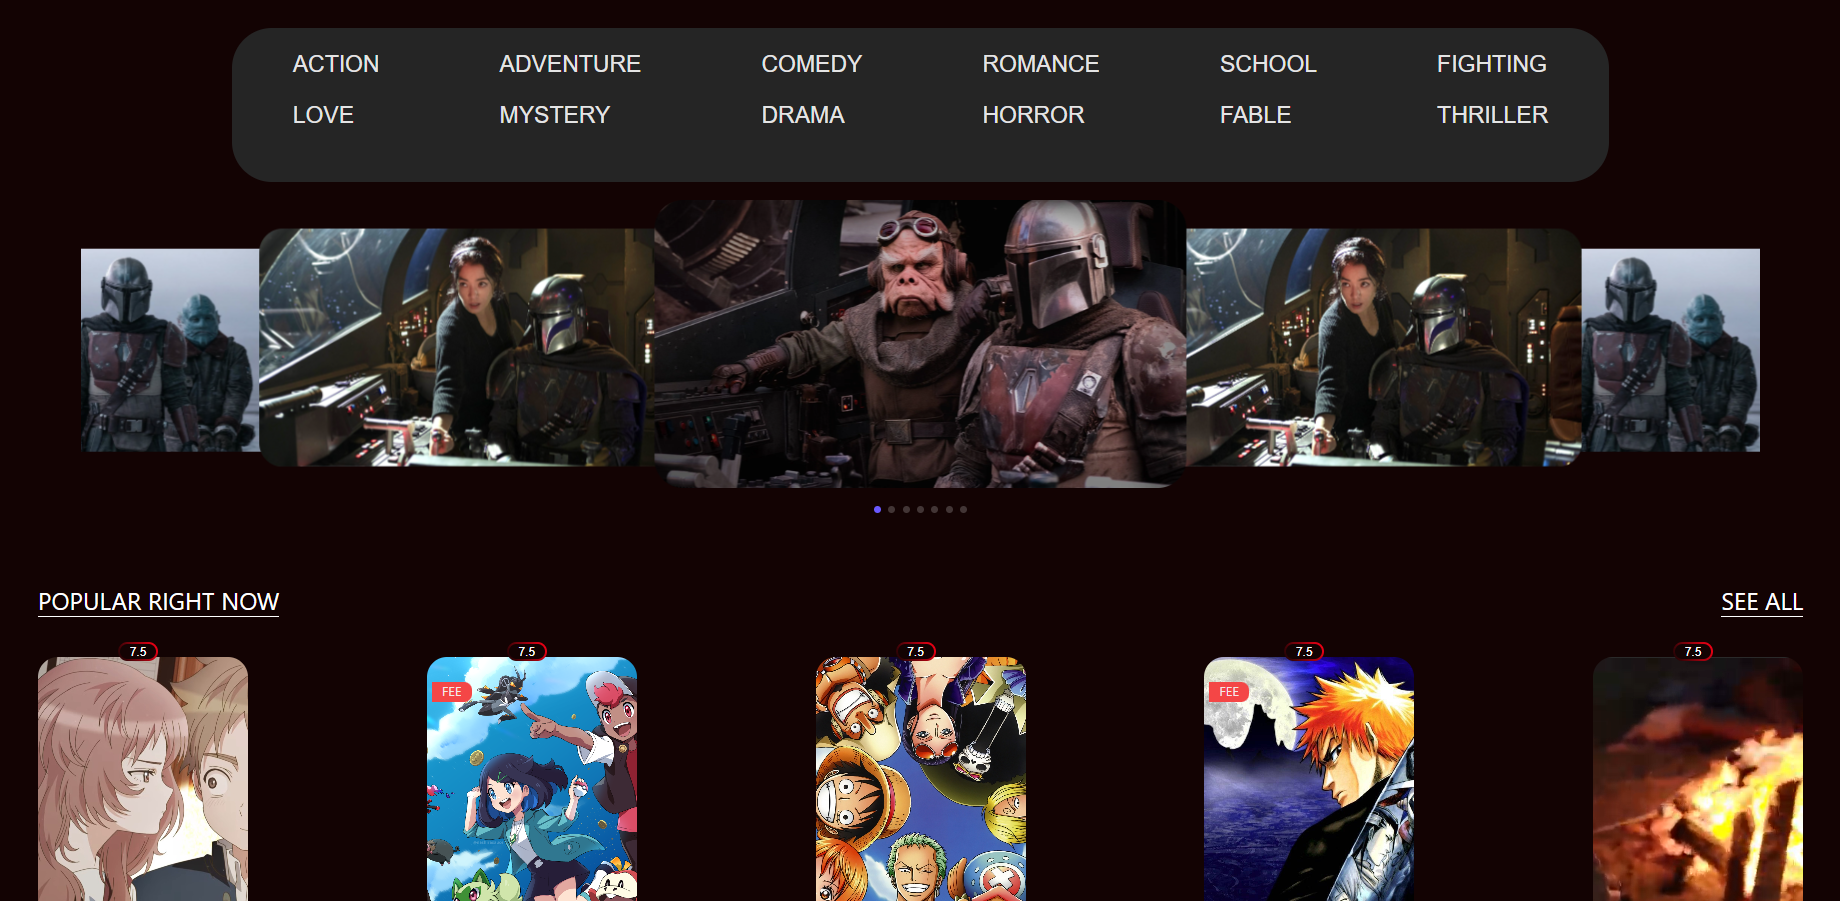 ACTION ADVENTURE COMEDY ROMANCE SCHOOL FIGHTING
LOVE MYSTERY DRAMA HORROR FABLE THRILLER
POPULAR RIGHT NOW SEE ALL
7.5 7.5 7.5 7.5 7.5
FEE FEE